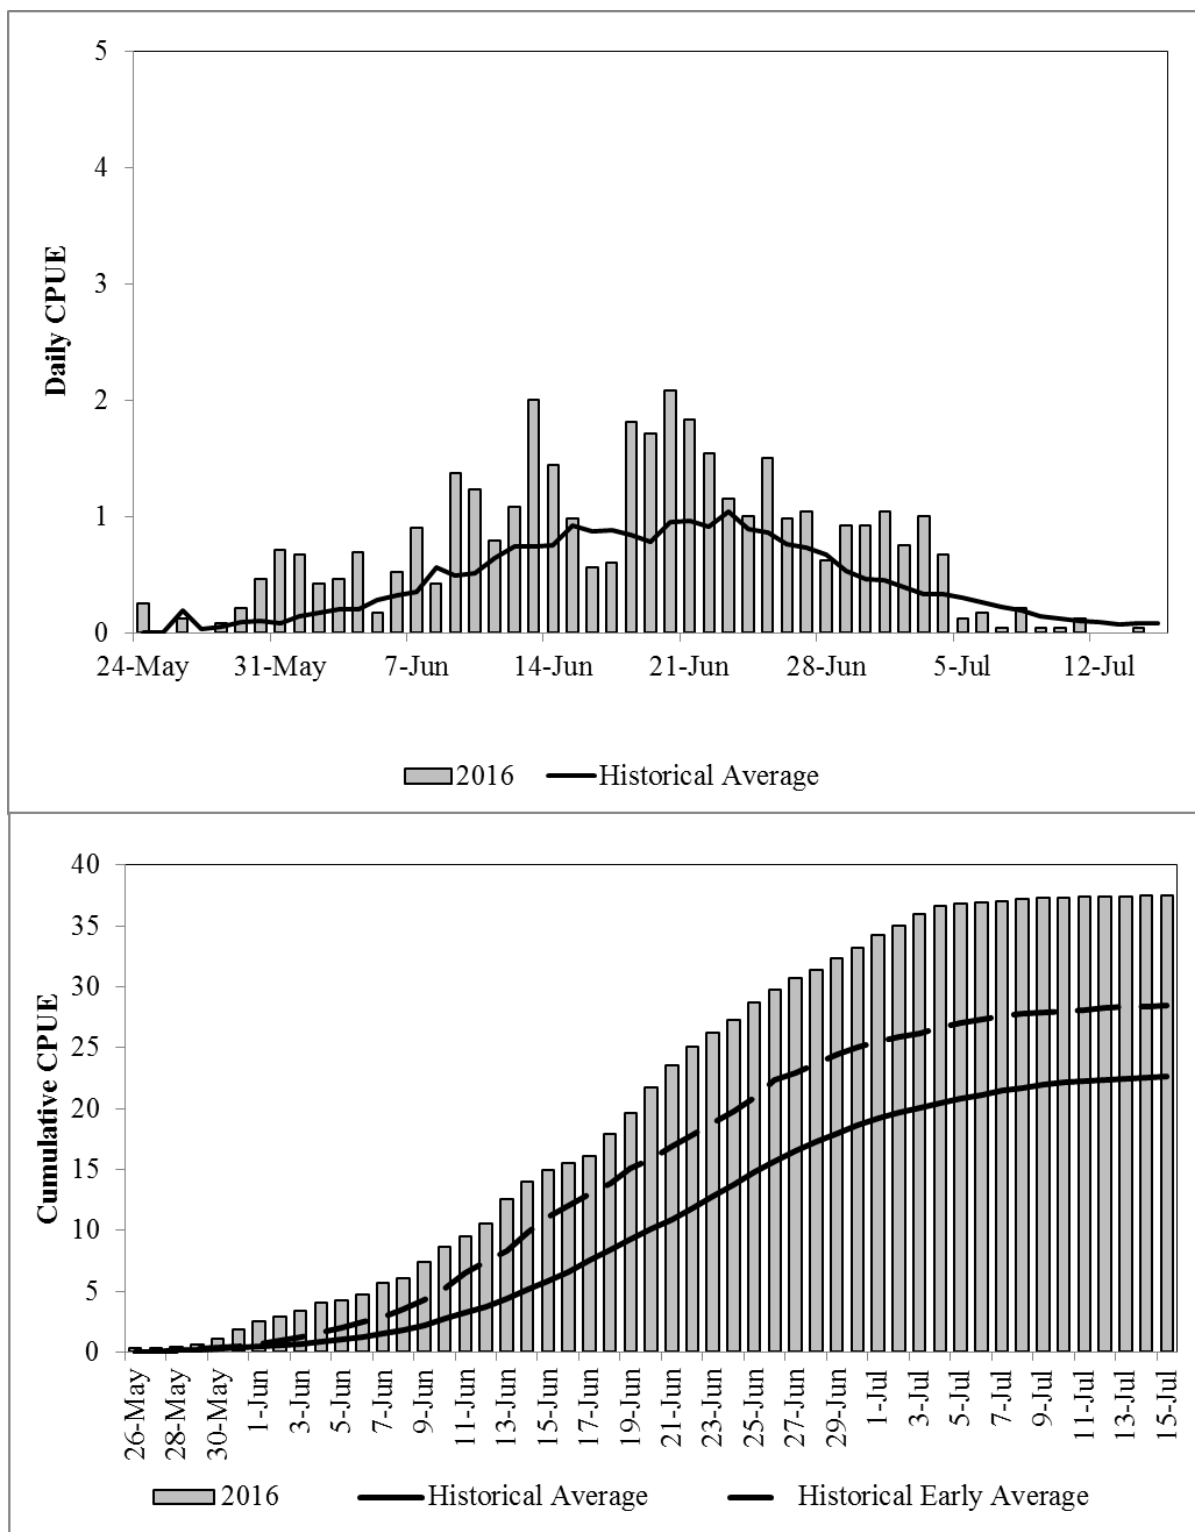 5
4
3
2
1
0
Daily CPUE
24-May 31-May 7-Jun 14-Jun 21-Jun 28-Jun 5-Jul 12-Jul
2016 Historical Average
40
35
30
25
20
15
10
5
0
Cumulative CPUE
26-May 28-May 30-May 1-Jun 3-Jun 5-Jun 7-Jun 9-Jun 11-Jun 13-Jun 15-Jun 17-Jun 19-Jun 21-Jun 23-Jun 25-Jun 27-Jun 29-Jun 1-Jul 3-Jul 5-Jul 7-Jul 9-Jul 11-Jul 13-Jul 15-Jul
2016 Historical Average Historical Early Average